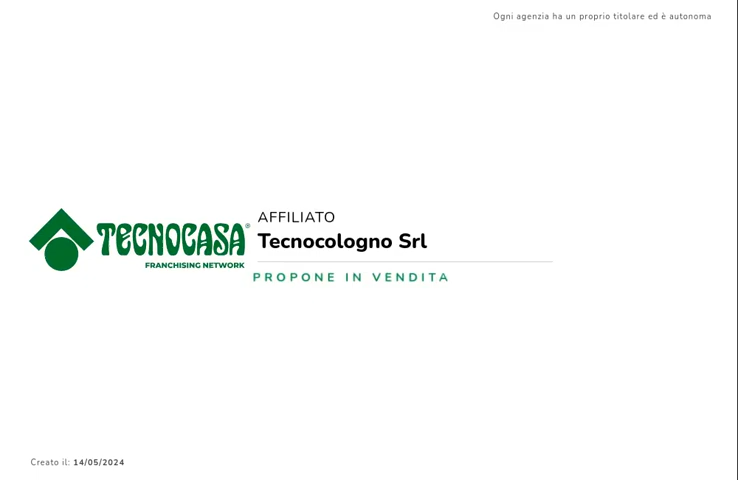 Ogni agenzia ha un proprio titolare ed è autonoma
AFFILIATO
TECNOCASA®
Tecnocologno Srl
FRANCHISING NETWORK
PROPONE IN VENDITA
Creato il: 14/05/2024